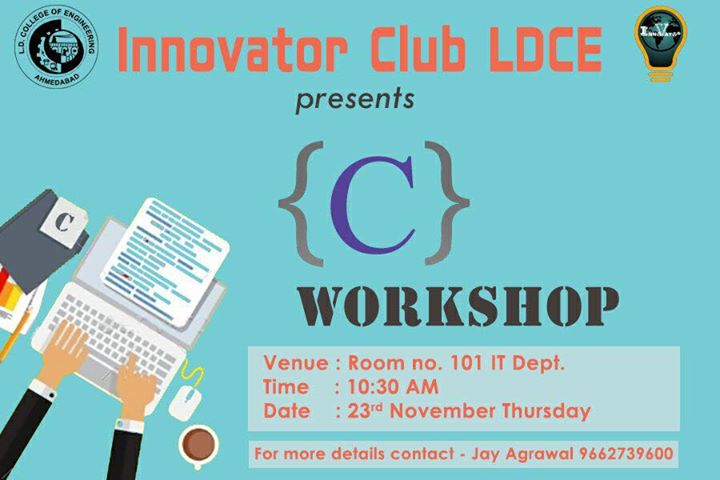 L.D. COLLEGE OF ENGINEERING
AHMEDABAD
Innovator Club LDCE
presents
{C}
WORKSHOP
C
Venue : Room no. 101 IT Dept.
Time : 10:30 AM
Date : 23rd November Thursday
For more details contact - Jay Agrawal 9662739600